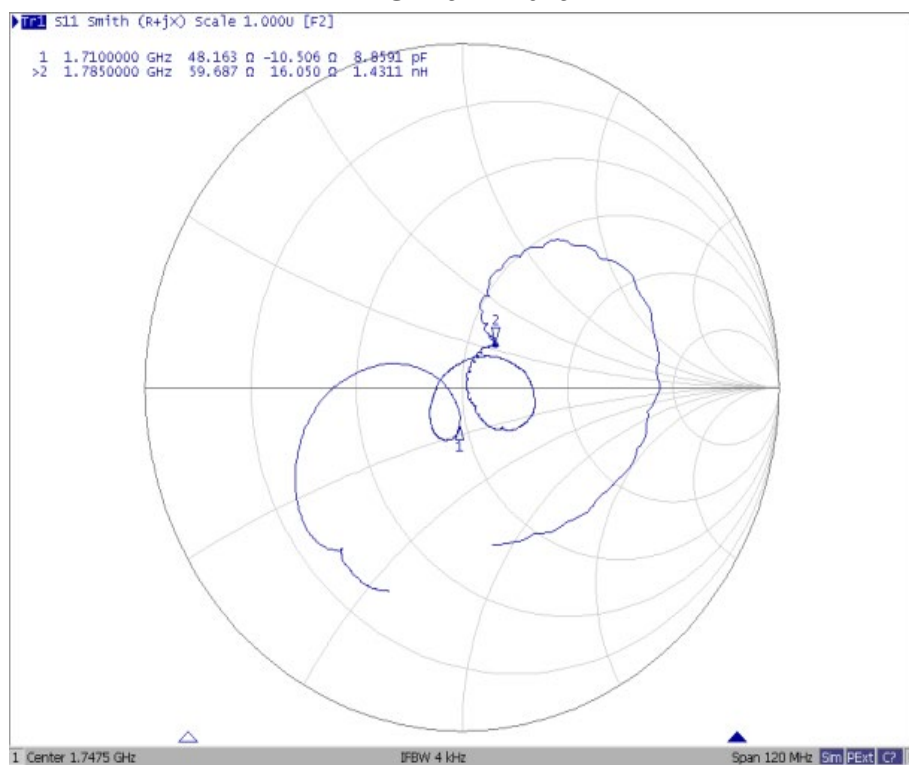 Tr1 S11 Smith (R+jX) Scale 1.000U [F2]
1 1.7100000 GHz 48.163 Ω -10.506 Ω 8.8591 pF
>2 1.7850000 GHz 59.687 Ω 16.050 Ω 1.4311 nH
2
1
1 Center 1.7475 GHz IFBW 4 kHz Span 120 MHz Sim PExt C?